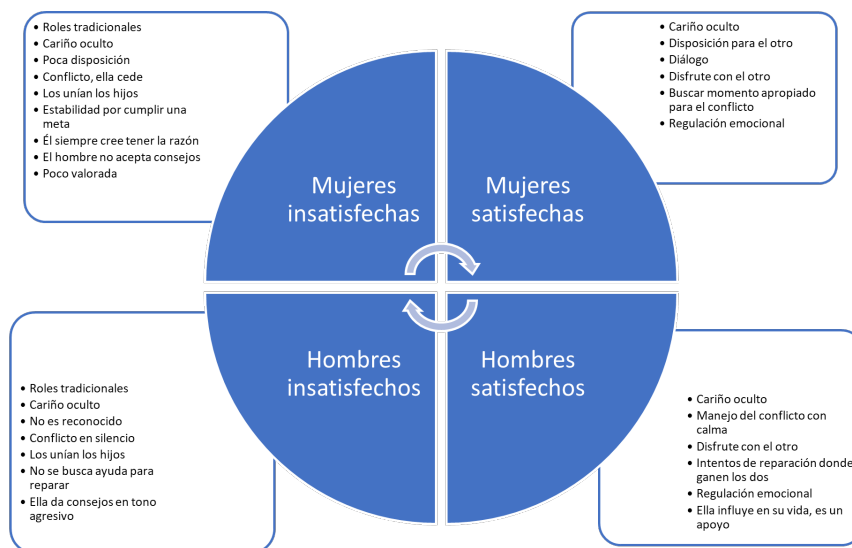 • Roles tradicionales
• Cariño oculto
• Poca disposición
• Conflicto, ella cede
• Los unían los hijos
• Estabilidad por cumplir una
meta
• Él siempre cree tener la razón
• El hombre no acepta consejos
• Poco valorada
• Cariño oculto
• Disposición para el otro
• Diálogo
• Disfrute con el otro
• Buscar momento apropiado
para el conflicto
• Regulación emocional
Mujeres
insatisfechas
Mujeres
satisfechas
Hombres
insatisfechos
Hombres
satisfechos
• Roles tradicionales
• Cariño oculto
• No es reconocido
• Conflicto en silencio
• Los unían los hijos
• No se busca ayuda para
reparar
• Ella da consejos en tono
agresivo
• Cariño oculto
• Manejo del conflicto con
calma
• Disfrute con el otro
• Intentos de reparación donde
ganen los dos
• Regulación emocional
• Ella influye en su vida, es un
apoyo